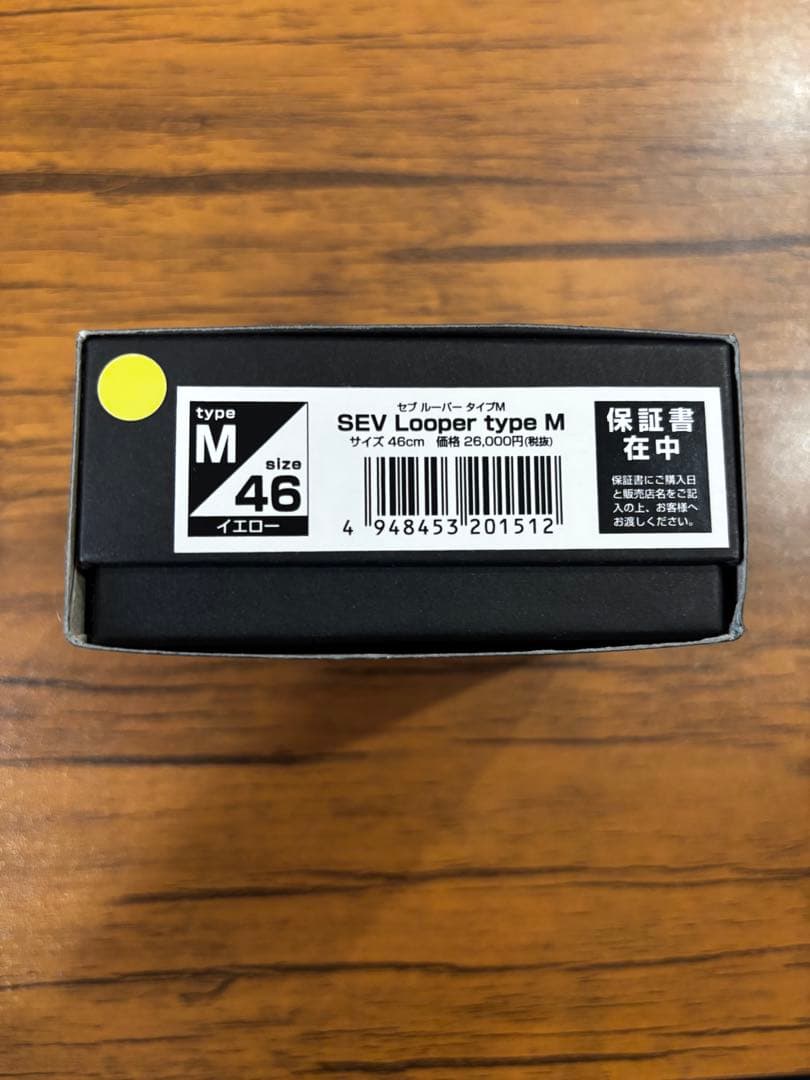 type
M
size
46
イエロー
セブ ルーパー タイプM
SEV Looper type M
サイズ 46cm 価格 26,000円(税抜)
4 948453 201512
保証書
在中
保証書にご購入日
と販売店名をご記
入の上、お客様へ
お渡しください。